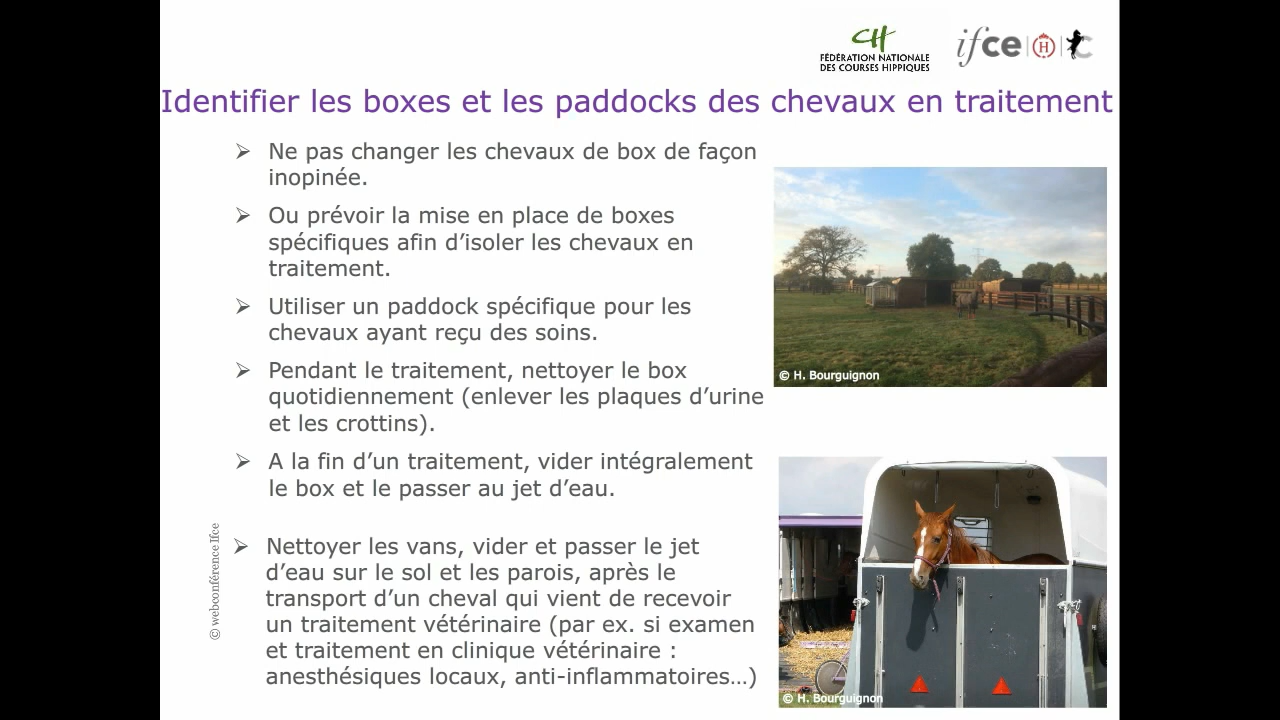 CH
FÉDÉRATION NATIONALE
DES COURSES HIPPIQUES
ifce
H
Identifier les boxes et les paddocks des chevaux en traitement
➢ Ne pas changer les chevaux de box de façon
inopinée.
➢ Ou prévoir la mise en place de boxes
spécifiques afin d’isoler les chevaux en
traitement.
➢ Utiliser un paddock spécifique pour les
chevaux ayant reçu des soins.
➢ Pendant le traitement, nettoyer le box
quotidiennement (enlever les plaques d’urine
et les crottins).
➢ A la fin d’un traitement, vider intégralement
le box et le passer au jet d’eau.
➢ Nettoyer les vans, vider et passer le jet
d’eau sur le sol et les parois, après le
transport d’un cheval qui vient de recevoir
un traitement vétérinaire (par ex. si examen
et traitement en clinique vétérinaire :
anesthésiques locaux, anti-inflammatoires…)
© H. Bourguignon
© H. Bourguignon
© webconférence Ifce